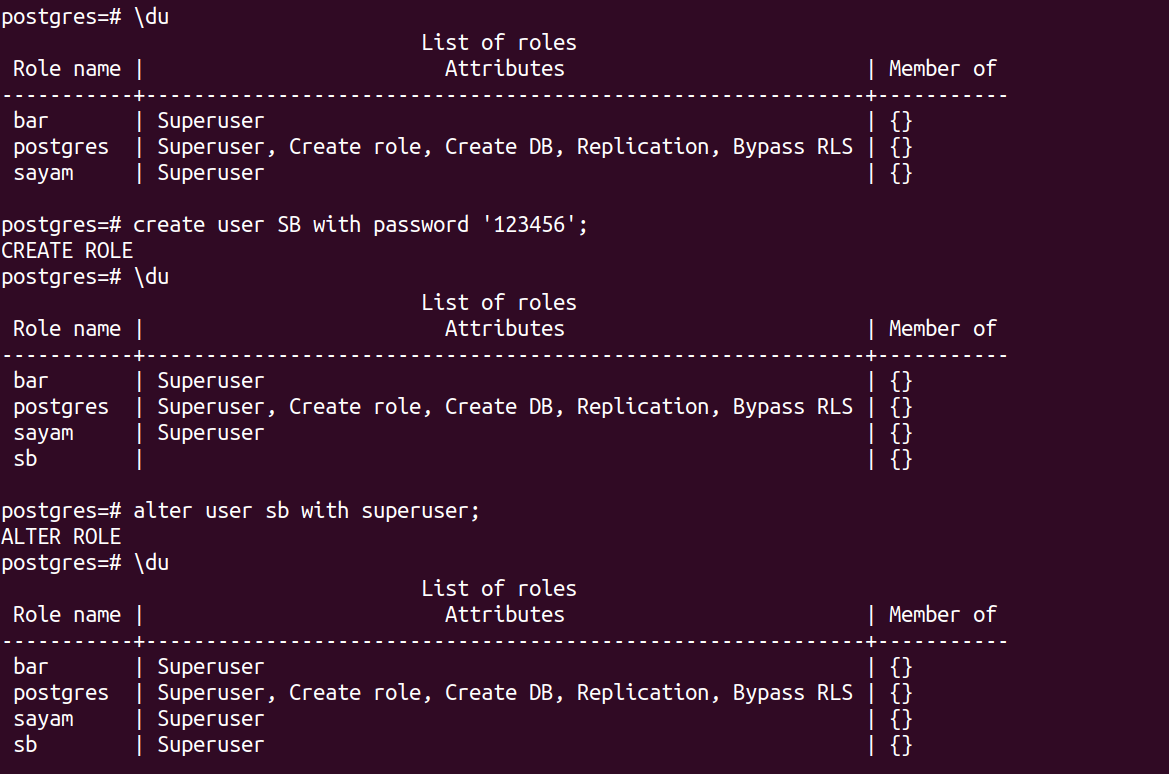 postgres=# \du
                                   List of roles
 Role name |                         Attributes                         | Member of
-----------+------------------------------------------------------------+-----------
 bar       | Superuser                                                  | {}
 postgres  | Superuser, Create role, Create DB, Replication, Bypass RLS | {}
 sayam     | Superuser                                                  | {}

postgres=# create user SB with password '123456';
CREATE ROLE
postgres=# \du
                                   List of roles
 Role name |                         Attributes                         | Member of
-----------+------------------------------------------------------------+-----------
 bar       | Superuser                                                  | {}
 postgres  | Superuser, Create role, Create DB, Replication, Bypass RLS | {}
 sayam     | Superuser                                                  | {}
 sb        |                                                            | {}

postgres=# alter user sb with superuser;
ALTER ROLE
postgres=# \du
                                   List of roles
 Role name |                         Attributes                         | Member of
-----------+------------------------------------------------------------+-----------
 bar       | Superuser                                                  | {}
 postgres  | Superuser, Create role, Create DB, Replication, Bypass RLS | {}
 sayam     | Superuser                                                  | {}
 sb        | Superuser                                                  | {}